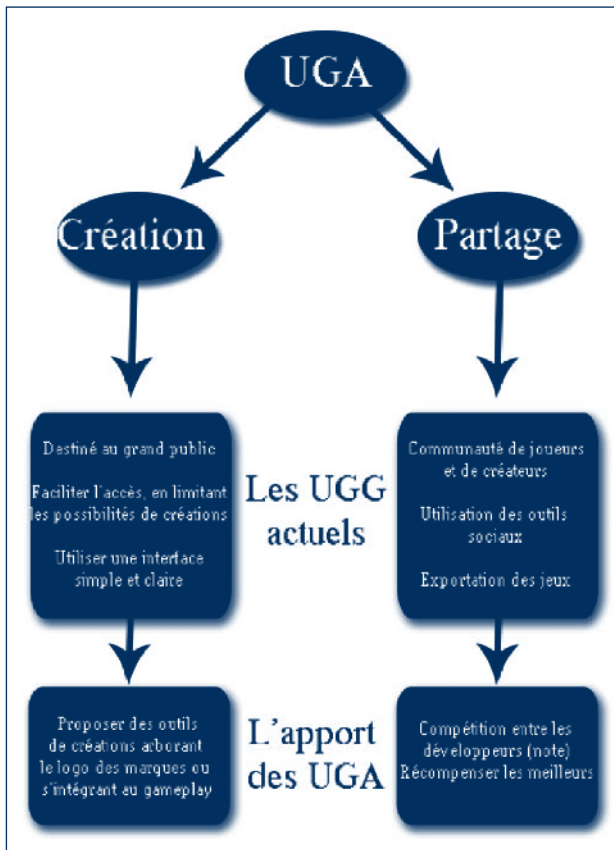 UGA
Création
Partage
Destiné au grand public
Faciliter l'accès, en limitant
les possibilités de créations
Utiliser une interface
simple et claire
Les UGG
actuels
Communauté de joueurs
et de créateurs
Utilisation des outils
sociaux
Exportation des jeux
Proposer des outils
de créations arborant
le logo des marques ou
s'intégrant au gameplay
L'apport
des UGA
Compétition entre les
développeurs (note)
Récompenser les meilleurs